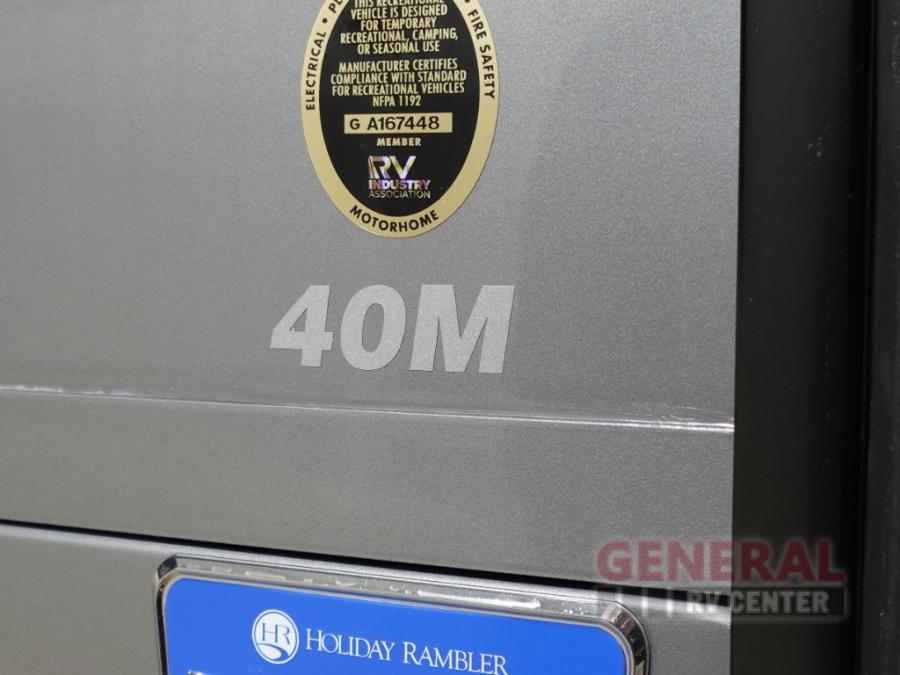 THIS RECREATIONAL
VEHICLE IS DESIGNED
FOR TEMPORARY
RECREATIONAL, CAMPING,
OR SEASONAL USE
MANUFACTURER CERTIFIES
COMPLIANCE WITH STANDARD
FOR RECREATIONAL VEHICLES
NFPA 1192
G A167448
MEMBER
RV
INDUSTRY
ASSOCIATION
ELECTRICAL •
• FIRE SAFETY
MOTORHOME
40M
GENERAL
RV CENTER
HR HOLIDAY RAMBLER